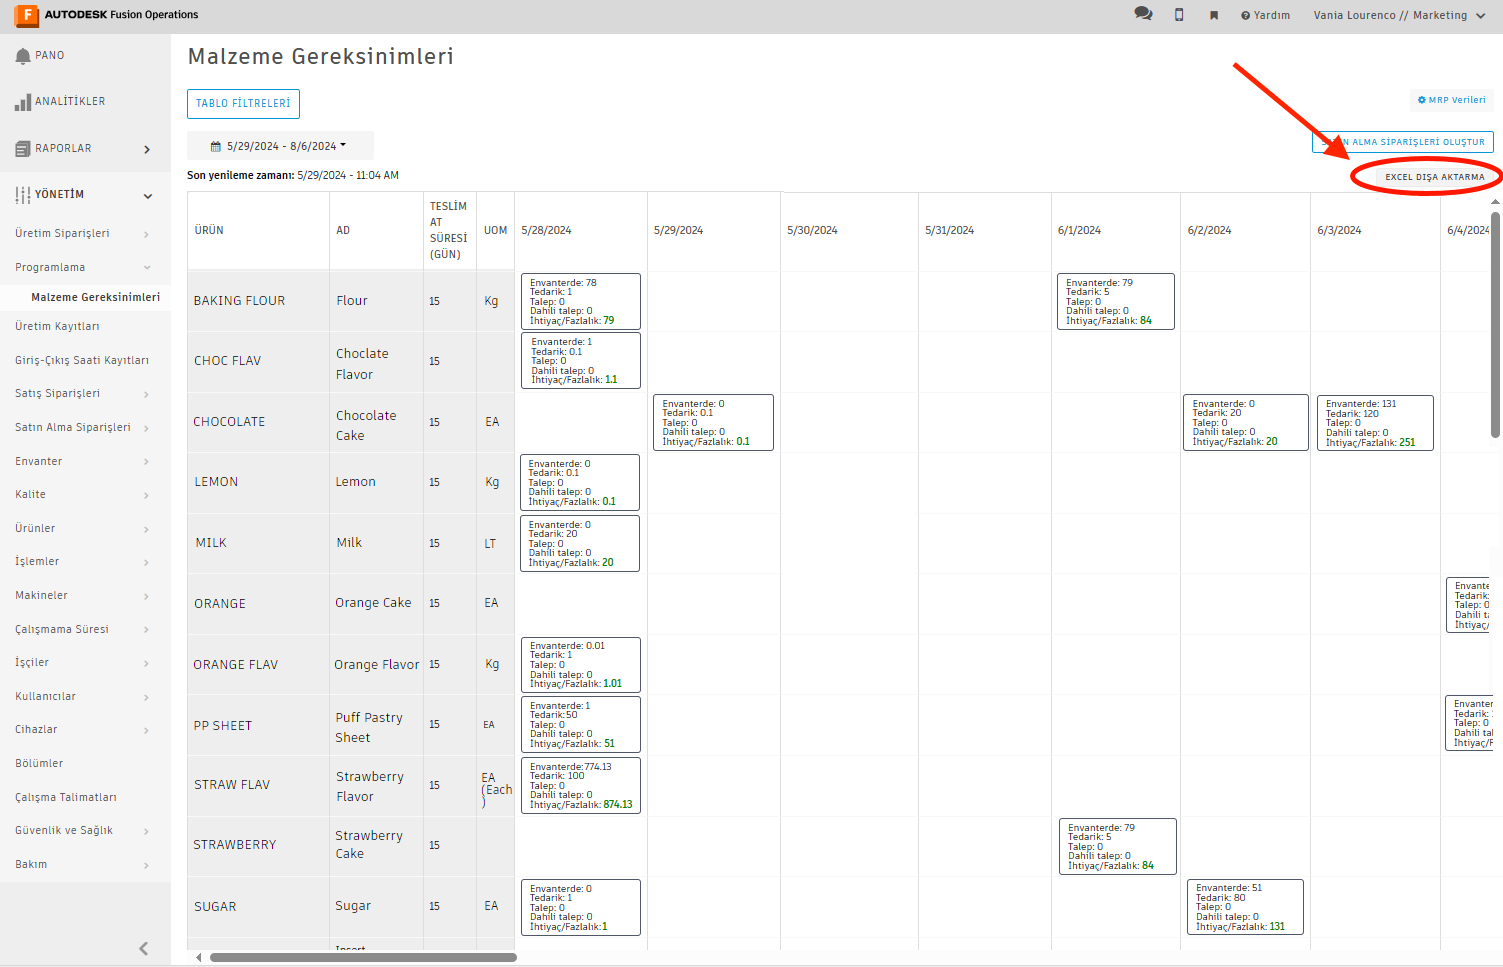 AUTODESK Fusion Operations
Yardım
Vania Lourenco // Marketing
PANO
ANALİTİKLER
RAPORLAR
YÖNETİM
Üretim Siparişleri
Programlama
Malzeme Gereksinimleri
Üretim Kayıtları
Giriş-Çıkış Saati Kayıtları
Satış Siparişleri
Satın Alma Siparişleri
Envanter
Kalite
Ürünler
İşlemler
Makineler
Çalışmama Süresi
İşçiler
Kullanıcılar
Cihazlar
Bölümler
Çalışma Talimatları
Güvenlik ve Sağlık
Bakım
Malzeme Gereksinimleri
TABLO FİLTRELERİ
MRP Verileri
5/29/2024 - 8/6/2024
ALMA SİPARİŞLERİ OLUŞTUR
Son yenileme zamanı: 5/29/2024 - 11:04 AM
EXCEL DIŞA AKTARMA
ÜRÜN
AD
TESLİM
AT
SÜRESİ
(GÜN)
UOM
5/28/2024
5/29/2024
5/30/2024
5/31/2024
6/1/2024
6/2/2024
6/3/2024
6/4/2024
BAKING FLOUR
Flour
15
Kg
Envanterde: 78
Tedarik: 1
Talep: 0
Dahili talep: 0
İhtiyaç/Fazlalık: 79
Envanterde: 79
Tedarik: 5
Talep: 0
Dahili talep: 0
İhtiyaç/Fazlalık: 84
CHOC FLAV
Choclate
Flavor
15
Envanterde: 1
Tedarik: 0.1
Talep: 0
Dahili talep: 0
İhtiyaç/Fazlalık: 1.1
CHOCOLATE
Chocolate
Cake
15
EA
Envanterde: 0
Tedarik: 0.1
Talep: 0
Dahili talep: 0
İhtiyaç/Fazlalık: 0.1
Envanterde: 0
Tedarik: 20
Talep: 0
Dahili talep: 0
İhtiyaç/Fazlalık: 20
Envanterde: 131
Tedarik: 120
Talep: 0
Dahili talep: 0
İhtiyaç/Fazlalık: 251
LEMON
Lemon
15
Kg
Envanterde: 0
Tedarik: 0.1
Talep: 0
Dahili talep: 0
İhtiyaç/Fazlalık: 0.1
MILK
Milk
15
LT
Envanterde: 0
Tedarik: 20
Talep: 0
Dahili talep: 0
İhtiyaç/Fazlalık: 20
ORANGE
Orange Cake
15
EA
Envante
Tedarik:
Talep: 0
Dahili t
İhtiyaç/
ORANGE FLAV
Orange Flavor
15
Kg
Envanterde: 0.01
Tedarik: 1
Talep: 0
Dahili talep: 0
İhtiyaç/Fazlalık: 1.01
PP SHEET
Puff Pastry
Sheet
15
EA
Envanterde: 1
Tedarik:50
Talep: 0
Dahili talep: 0
İhtiyaç/Fazlalık: 51
Envanter
Tedarik:
Talep: 0
Dahili tal
İhtiyaç/F
STRAW FLAV
Strawberry
Flavor
15
EA
(Each
)
Envanterde:774.13
Tedarik: 100
Talep: 0
Dahili talep: 0
İhtiyaç/Fazlalık: 874.13
STRAWBERRY
Strawberry
Cake
15
Envanterde: 79
Tedarik: 5
Talep: 0
Dahili talep: 0
İhtiyaç/Fazlalık: 84
SUGAR
Sugar
15
EA
Envanterde: 0
Tedarik: 1
Talep: 0
Dahili talep: 0
İhtiyaç/Fazlalık:1
Envanterde: 51
Tedarik: 80
Talep: 0
Dahili talep: 0
İhtiyaç/Fazlalık: 131